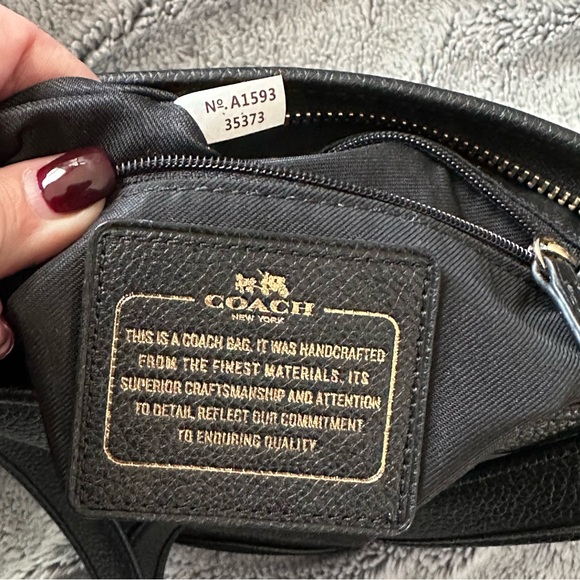 Nº. A1593
35373
COACH
NEW YORK
THIS IS A COACH BAG. IT WAS HANDCRAFTED
FROM THE FINEST MATERIALS. ITS
SUPERIOR CRAFTSMANSHIP AND ATTENTION
TO DETAIL REFLECT OUR COMMITMENT
TO ENDURING QUALITY.